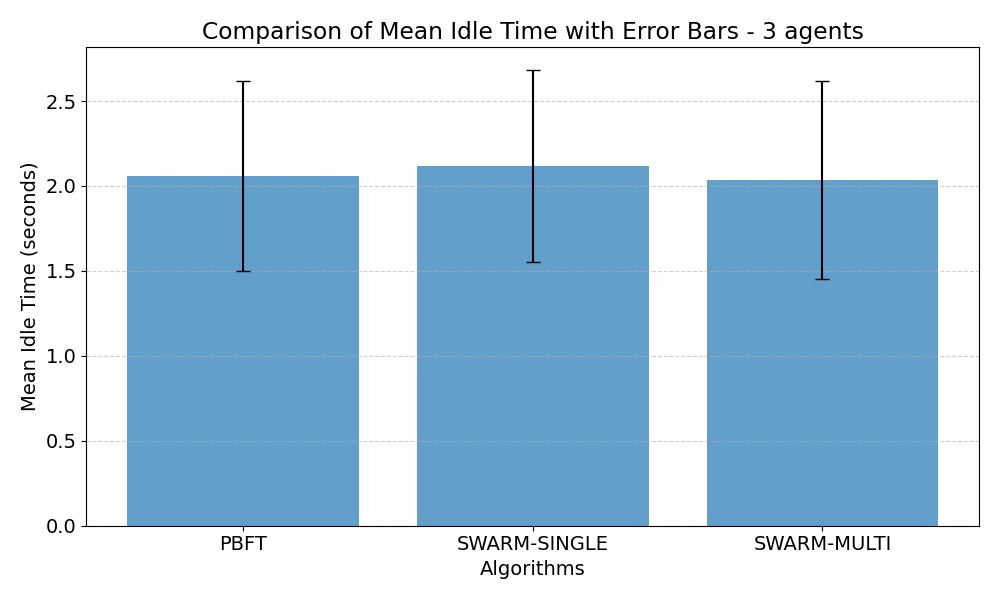 Comparison of Mean Idle Time with Error Bars - 3 agents
Mean Idle Time (seconds)
2.5
2.0
1.5
1.0
0.5
0.0
PBFT
SWARM-SINGLE
SWARM-MULTI
Algorithms